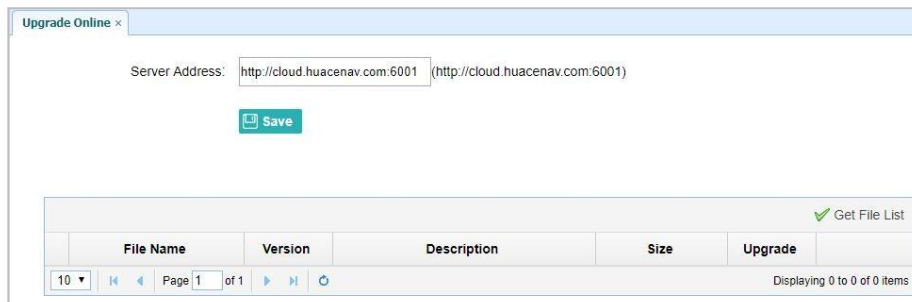 Upgrade Online ×
Server Address: http://cloud.huacenav.com:6001 (http://cloud.huacenav.com:6001)
Save
Get File List
File Name Version Description Size Upgrade
10 Page 1 of 1 Displaying 0 to 0 of 0 items